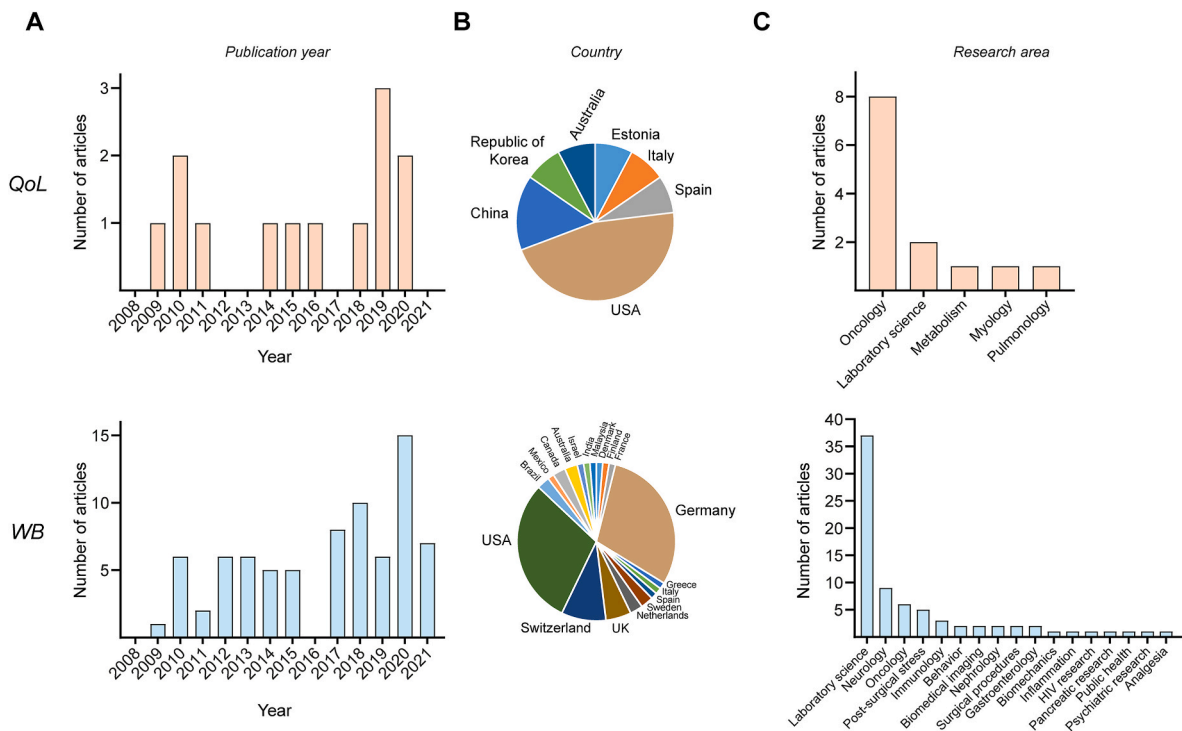 A
B
C
Publication year
Country
Research area
QoL
Number of articles
3
2
1
2008
2009
2010
2011
2012
2013
2014
2015
2016
2017
2018
2019
2020
2021
Year
Australia
Estonia
Republic of
Korea
Italy
Spain
China
USA
Number of articles
8
6
4
2
Oncology
Laboratory science
Metabolism
Myology
Pulmonology
WB
Number of articles
15
10
5
2008
2009
2010
2011
2012
2013
2014
2015
2016
2017
2018
2019
2020
2021
Year
Brazil
Mexico
Canada
Australia
Israel
India
Malaysia
Denmark
Finland
France
Germany
USA
Greece
Italy
Spain
Sweden
Netherlands
UK
Switzerland
Number of articles
40
35
30
25
20
15
10
5
Laboratory science
Neurology
Oncology
Post-surgical stress
Immunology
Behavior
Biomedical imaging
Nephrology
Surgical procedures
Gastroenterology
Biomechanics
Inflammation
HIV research
Pancreatic research
Public health
Psychiatric research
Analgesia